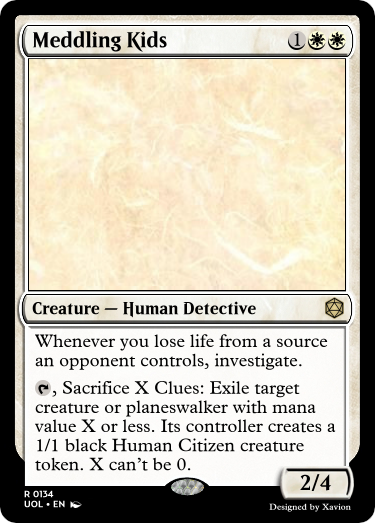 Meddling Kids 1
Creature — Human Detective
Whenever you lose life from a source
an opponent controls, investigate.
, Sacrifice X Clues: Exile target
creature or planeswalker with mana
value X or less. Its controller creates a
1/1 black Human Citizen creature
token. X can't be 0.
2/4
R 0134
UOL • EN
Designed by Xavion